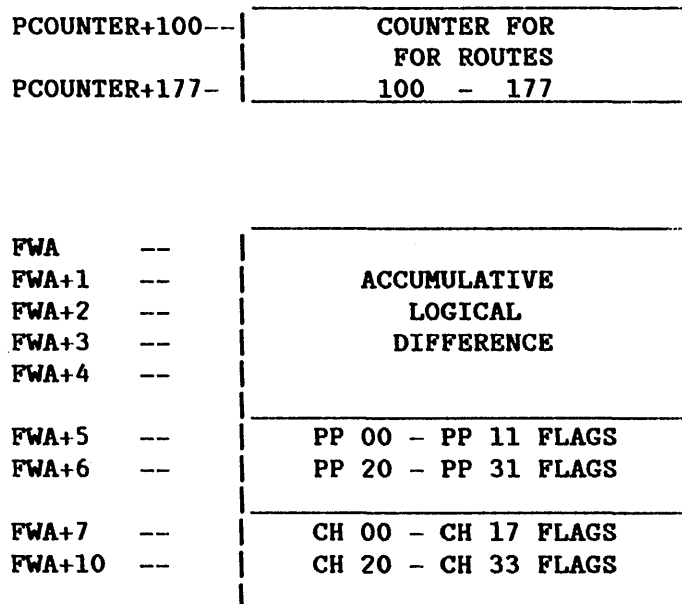 PCOUNTER+100--| COUNTER FOR
| FOR ROUTES
PCOUNTER+177- | 100 - 177
FWA -- |
FWA+1 -- | ACCUMULATIVE
FWA+2 -- | LOGICAL
FWA+3 -- | DIFFERENCE
FWA+4 -- |
FWA+5 -- | PP 00 - PP 11 FLAGS
FWA+6 -- | PP 20 - PP 31 FLAGS
FWA+7 -- | CH 00 - CH 17 FLAGS
FWA+10 -- | CH 20 - CH 33 FLAGS